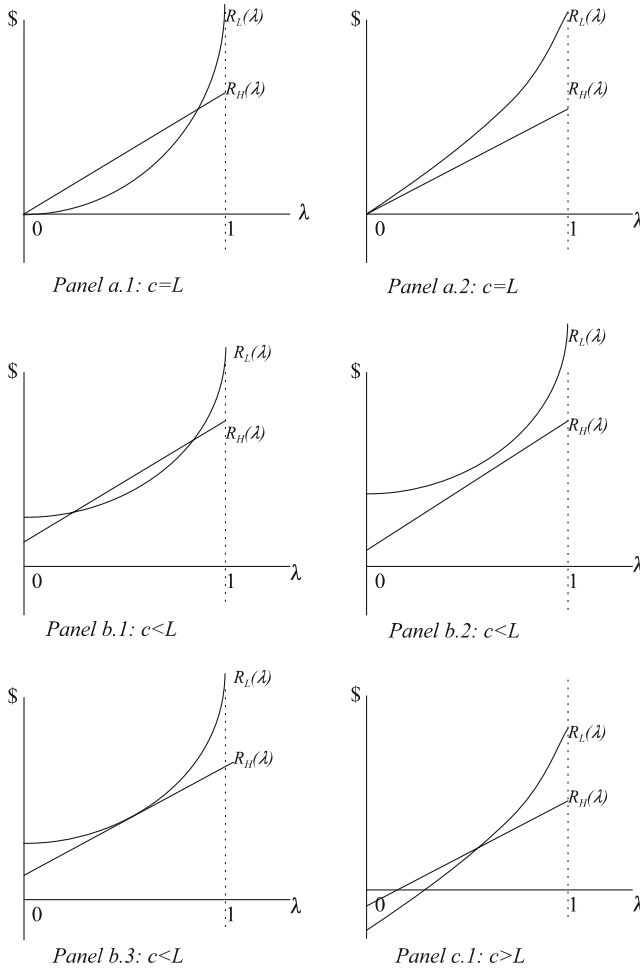 $
R_L(λ)
R_H(λ)
0
1
λ
Panel a.1: c=L
$
R_L(λ)
R_H(λ)
0
1
λ
Panel a.2: c=L
$
R_L(λ)
R_H(λ)
0
1
λ
Panel b.1: c<L
$
R_L(λ)
R_H(λ)
0
1
λ
Panel b.2: c<L
$
R_L(λ)
R_H(λ)
0
1
λ
Panel b.3: c<L
$
R_L(λ)
R_H(λ)
0
1
λ
Panel c.1: c>L